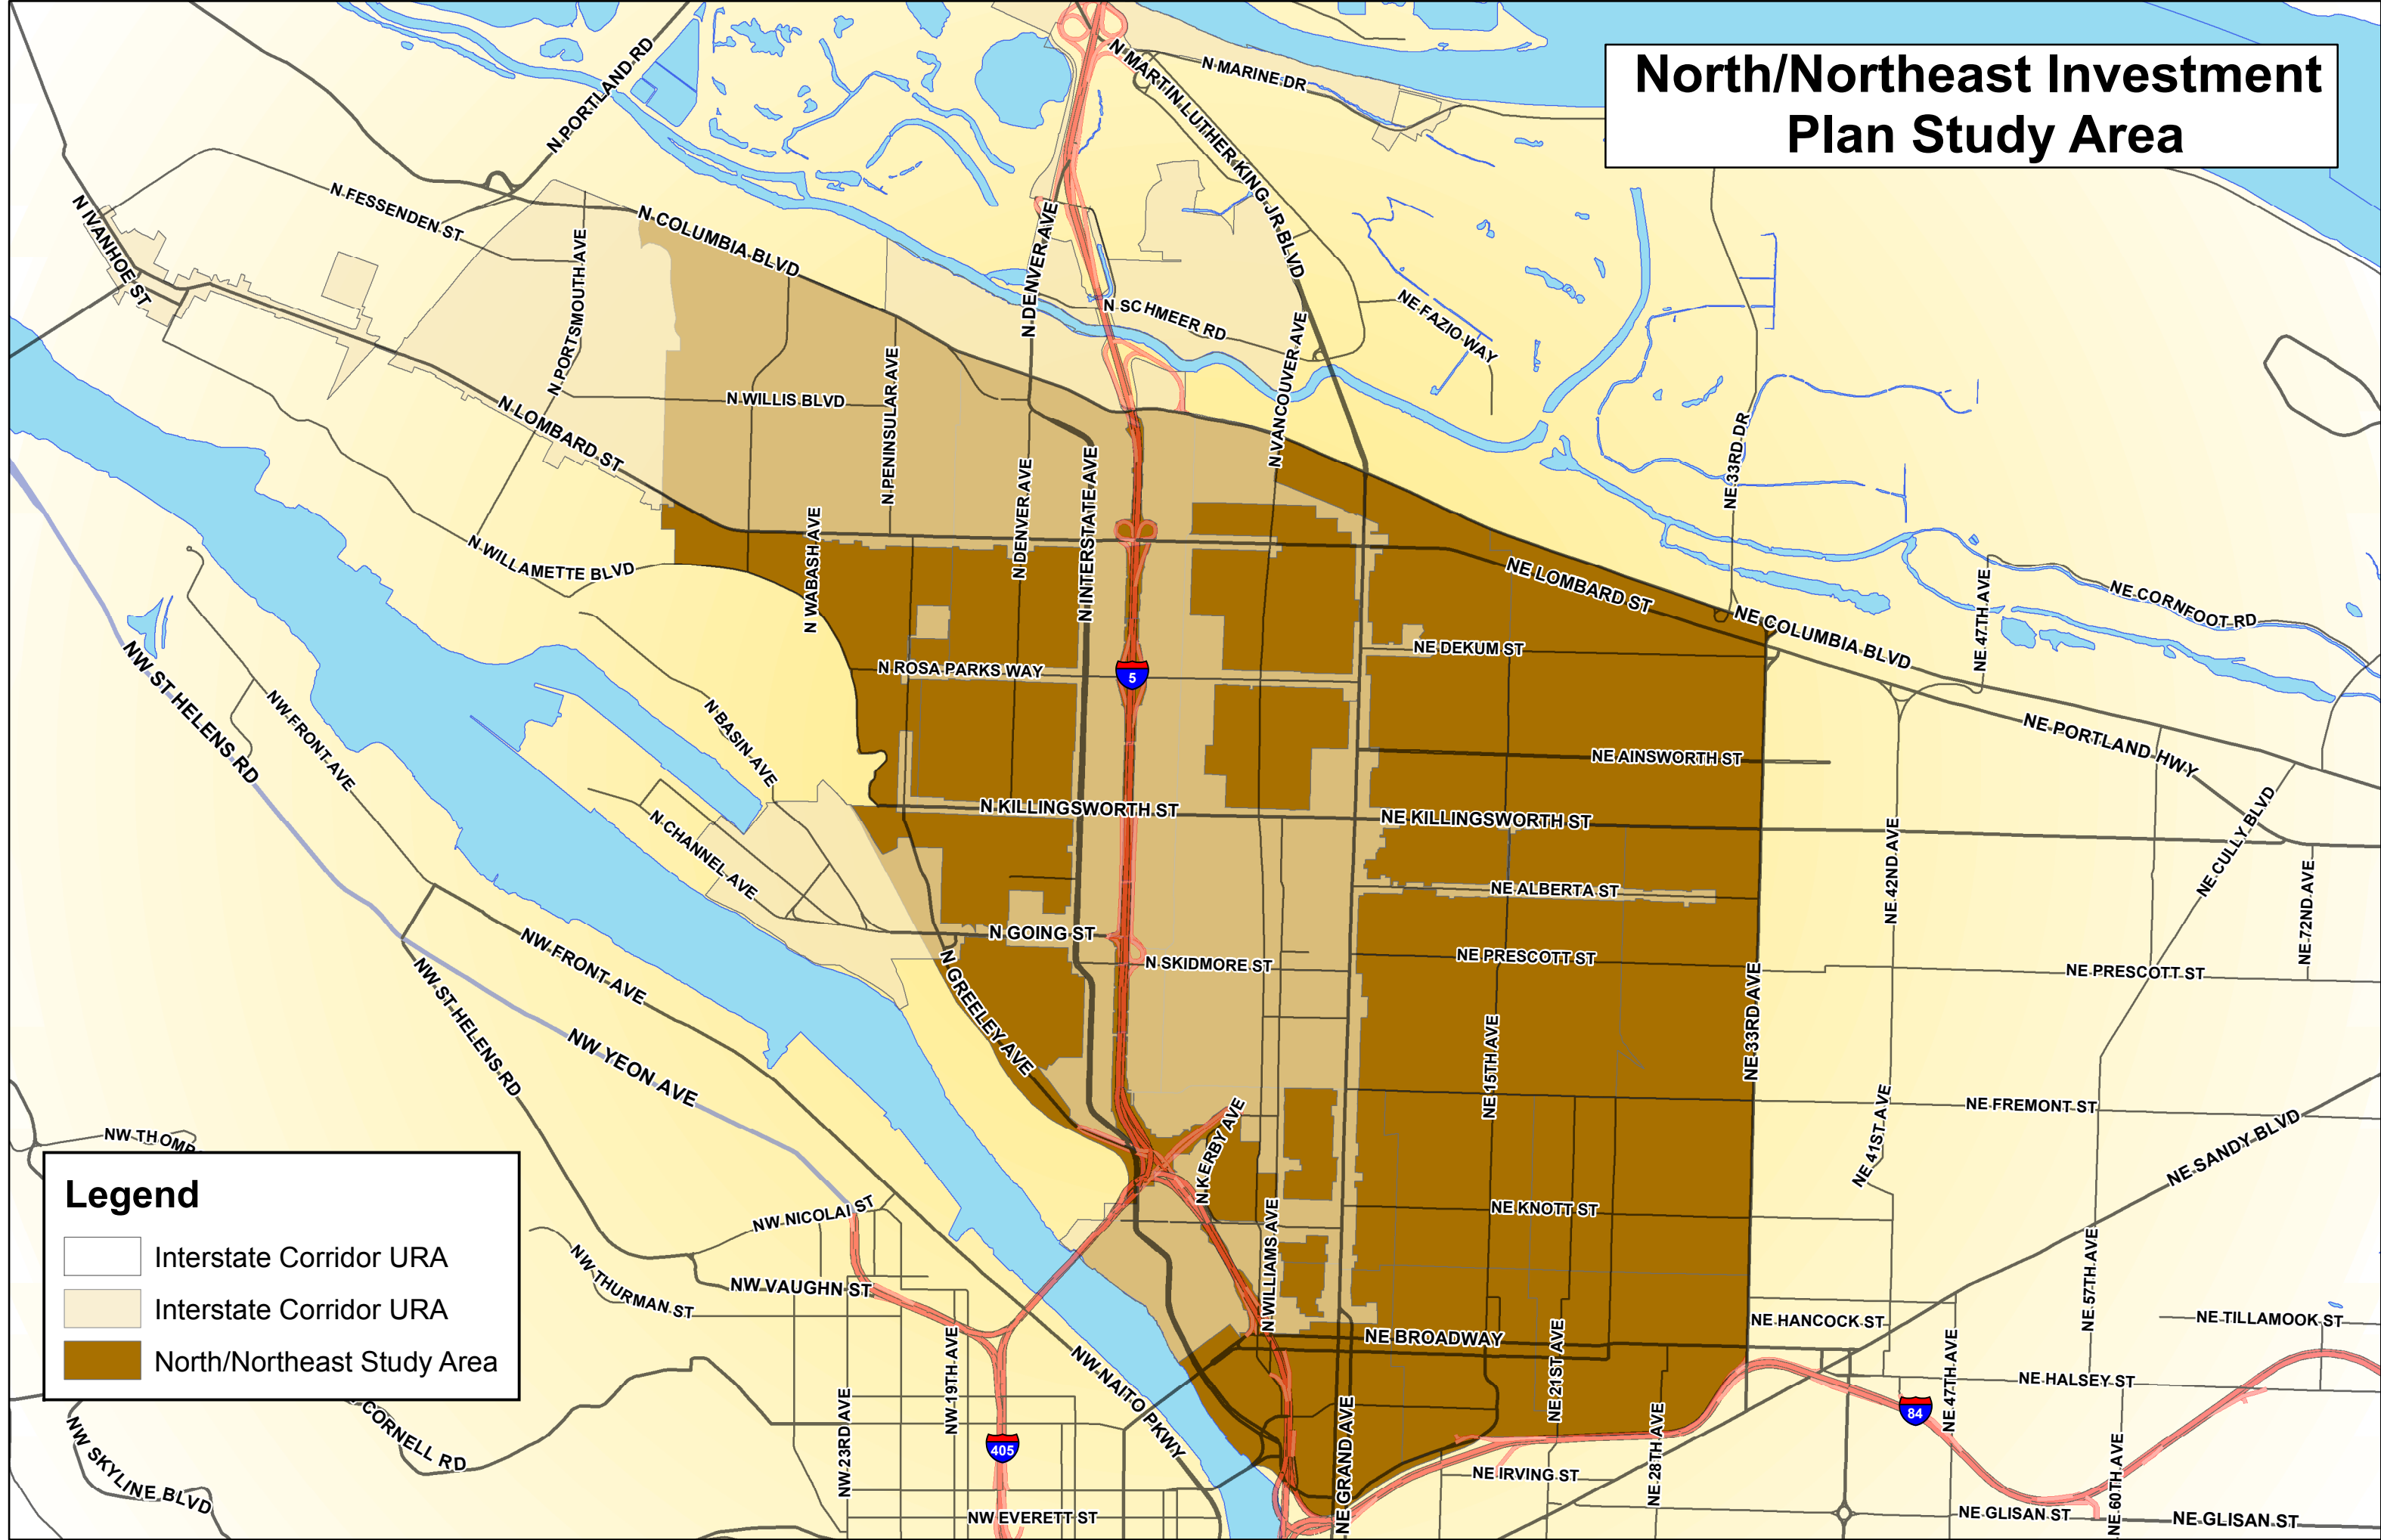 North/Northeast Investment
Plan Study Area
N PORTLAND RD
N MARINE DR
N MARTIN LUTHER KING JR BLVD
N FESSENDEN ST
N IVANHOE ST
N COLUMBIA BLVD
N PORTSMOUTH AVE
N DENVER AVE
N SCHMEER RD
NE FAZIO WAY
N VANCOUVER AVE
N WILLIS BLVD
N PENINSULAR AVE
N LOMBARD ST
NE 33RD DR
N DENVER AVE
N INTERSTATE AVE
N WABASH AVE
N WILLAMETTE BLVD
NE LOMBARD ST
NE COLUMBIA BLVD
NE 47TH AVE
NE CORNFOOT RD
NE DEKUM ST
N ROSA PARKS WAY
5
NW ST HELENS RD
NW FRONT AVE
N BASIN AVE
NE AINSWORTH ST
NE PORTLAND HWY
N KILLINGSWORTH ST
NE KILLINGSWORTH ST
N CHANNEL AVE
NE 42ND AVE
NE CULLY BLVD
NE 72ND AVE
NE ALBERTA ST
N GOING ST
N SKIDMORE ST
NE PRESCOTT ST
NE PRESCOTT ST
NW FRONT AVE
NW ST HELENS RD
N GREELEY AVE
NE 33RD AVE
NE 15TH AVE
NW YEON AVE
NE FREMONT ST
NE 41ST AVE
NE SANDY BLVD
NW THOMP
N KERBY AVE
NE KNOTT ST
N WILLIAMS AVE
NW NICOLAI ST
NW THURMAN ST
NW VAUGHN ST
NE 57TH AVE
NE HANCOCK ST
NE TILLAMOOK ST
NE BROADWAY
NE 21ST AVE
NW 19TH AVE
NW 23RD AVE
NW NAITO PKWY
NE 47TH AVE
NE HALSEY ST
84
NE GRAND AVE
NE 28TH AVE
405
CORNELL RD
NW SKYLINE BLVD
NE IRVING ST
NE 60TH AVE
NW EVERETT ST
NE GLISAN ST
NE GLISAN ST
Legend
Interstate Corridor URA
Interstate Corridor URA
North/Northeast Study Area